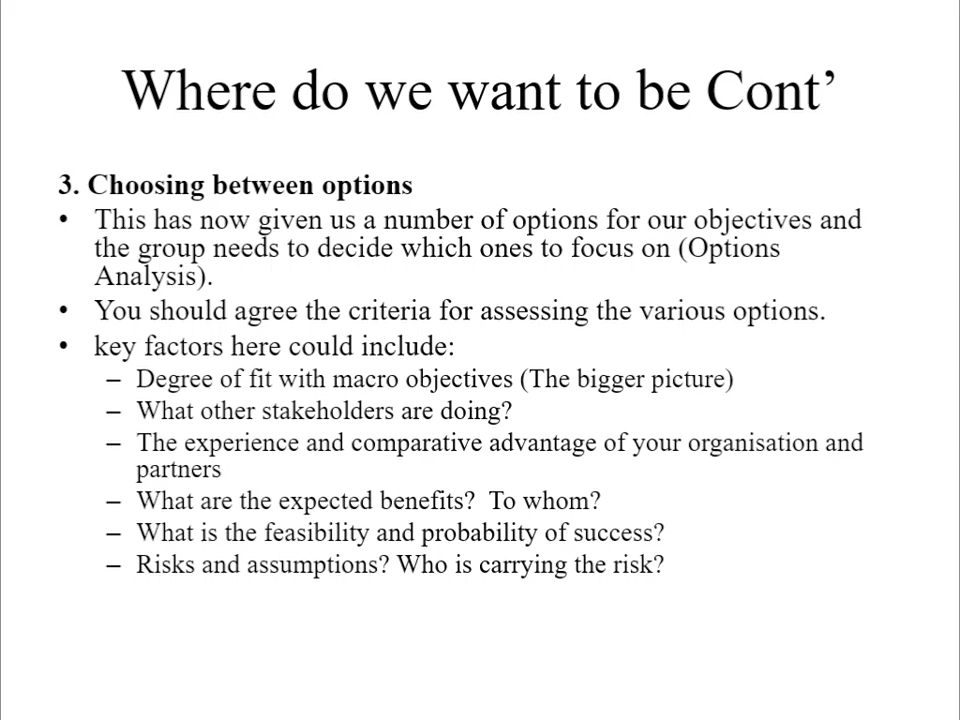 Where do we want to be Cont’
3. Choosing between options
• This has now given us a number of options for our objectives and
the group needs to decide which ones to focus on (Options
Analysis).
• You should agree the criteria for assessing the various options.
• key factors here could include:
– Degree of fit with macro objectives (The bigger picture)
– What other stakeholders are doing?
– The experience and comparative advantage of your organisation and
partners
– What are the expected benefits?  To whom?
– What is the feasibility and probability of success?
– Risks and assumptions? Who is carrying the risk?